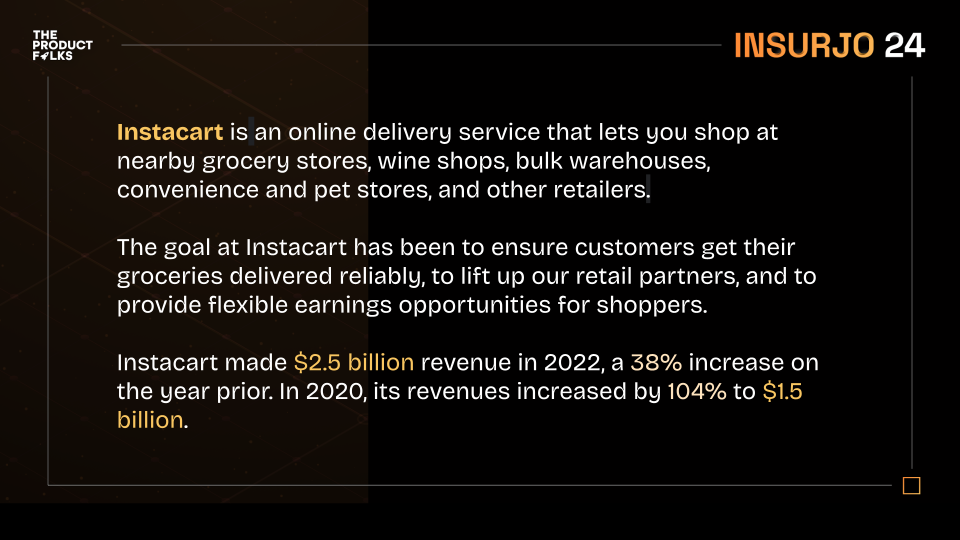 THE
PRODUCT
FOLKS
INSURJO 24
Instacart is an online delivery service that lets you shop at
nearby grocery stores, wine shops, bulk warehouses,
convenience and pet stores, and other retailers.
The goal at Instacart has been to ensure customers get their
groceries delivered reliably, to lift up our retail partners, and to
provide flexible earnings opportunities for shoppers.
Instacart made $2.5 billion revenue in 2022, a 38% increase on
the year prior. In 2020, its revenues increased by 104% to $1.5
billion.